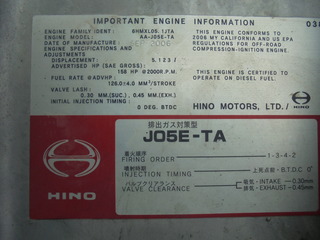 IMPORTANT ENGINE INFORMATION 038
ENGINE FAMILY IDENT: 6HMXL05.1JTA
ENGINE MODEL: AA-J05E-TA
DATE OF MANUFACTURE 2006
ENGINE SPECIFICATIONS AND ADJUSTMENTS
DISPLACEMENT: 5.123/
ADVERTISED HP (SAE GROSS):
158 HP @2000R.P.M.
FUEL RATE @ADVHP:
126.0±4.0 MM³/STROKE
VALVE LASH:
0.30 MM.(SUC.) 0.45 MM.(EXH.)
INITIAL INJECTION TIMING:
0 DEG. BTDC
THIS ENGINE CONFORMS TO
2006 MY CALIFORNIA AND US EPA
REGULATIONS FOR OFF-ROAD
COMPRESSION-IGNITION ENGINE.
THIS ENGINE IS CERTIFIED TO
OPERATE ON DIESEL FUEL.
HINO MOTORS, LTD.
HINO
排出ガス対策型
J05E-TA
着火順序
FIRING ORDER 1-3-4-2
噴射時期
INJECTION TIMING 上死点前・B.T.D.C 0°
バルブクリアランス
VALVE CLEARANCE
吸気・INTAKE 0.30mm
排気・EXHAUST 0.45mm